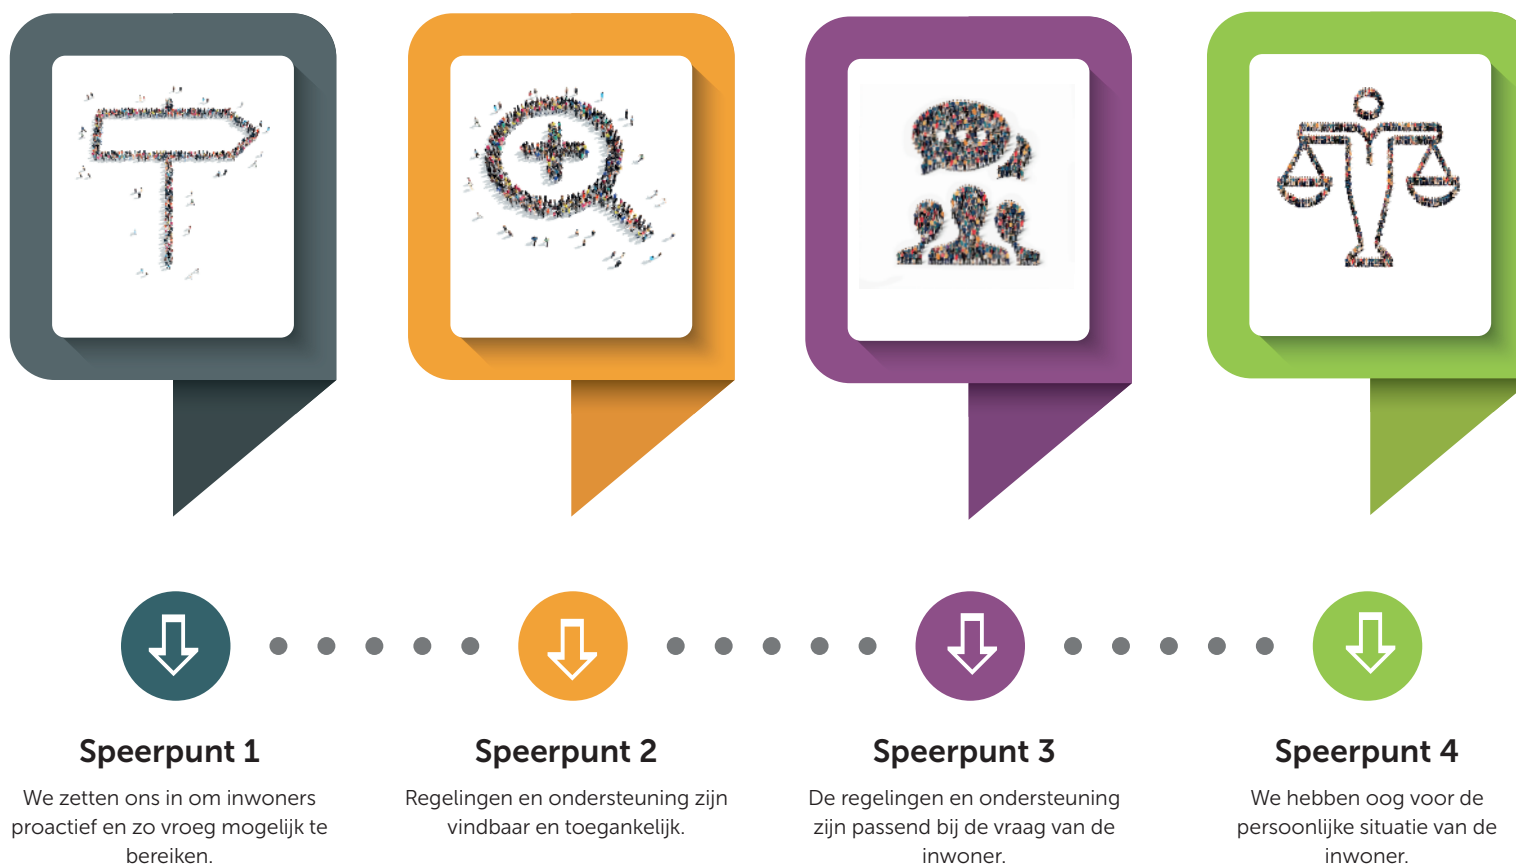 Speerpunt 1
We zetten ons in om inwoners
proactief en zo vroeg mogelijk te
bereiken.
Speerpunt 2
Regelingen en ondersteuning zijn
vindbaar en toegankelijk.
Speerpunt 3
De regelingen en ondersteuning
zijn passend bij de vraag van de
inwoner.
Speerpunt 4
We hebben oog voor de
persoonlijke situatie van de
inwoner.